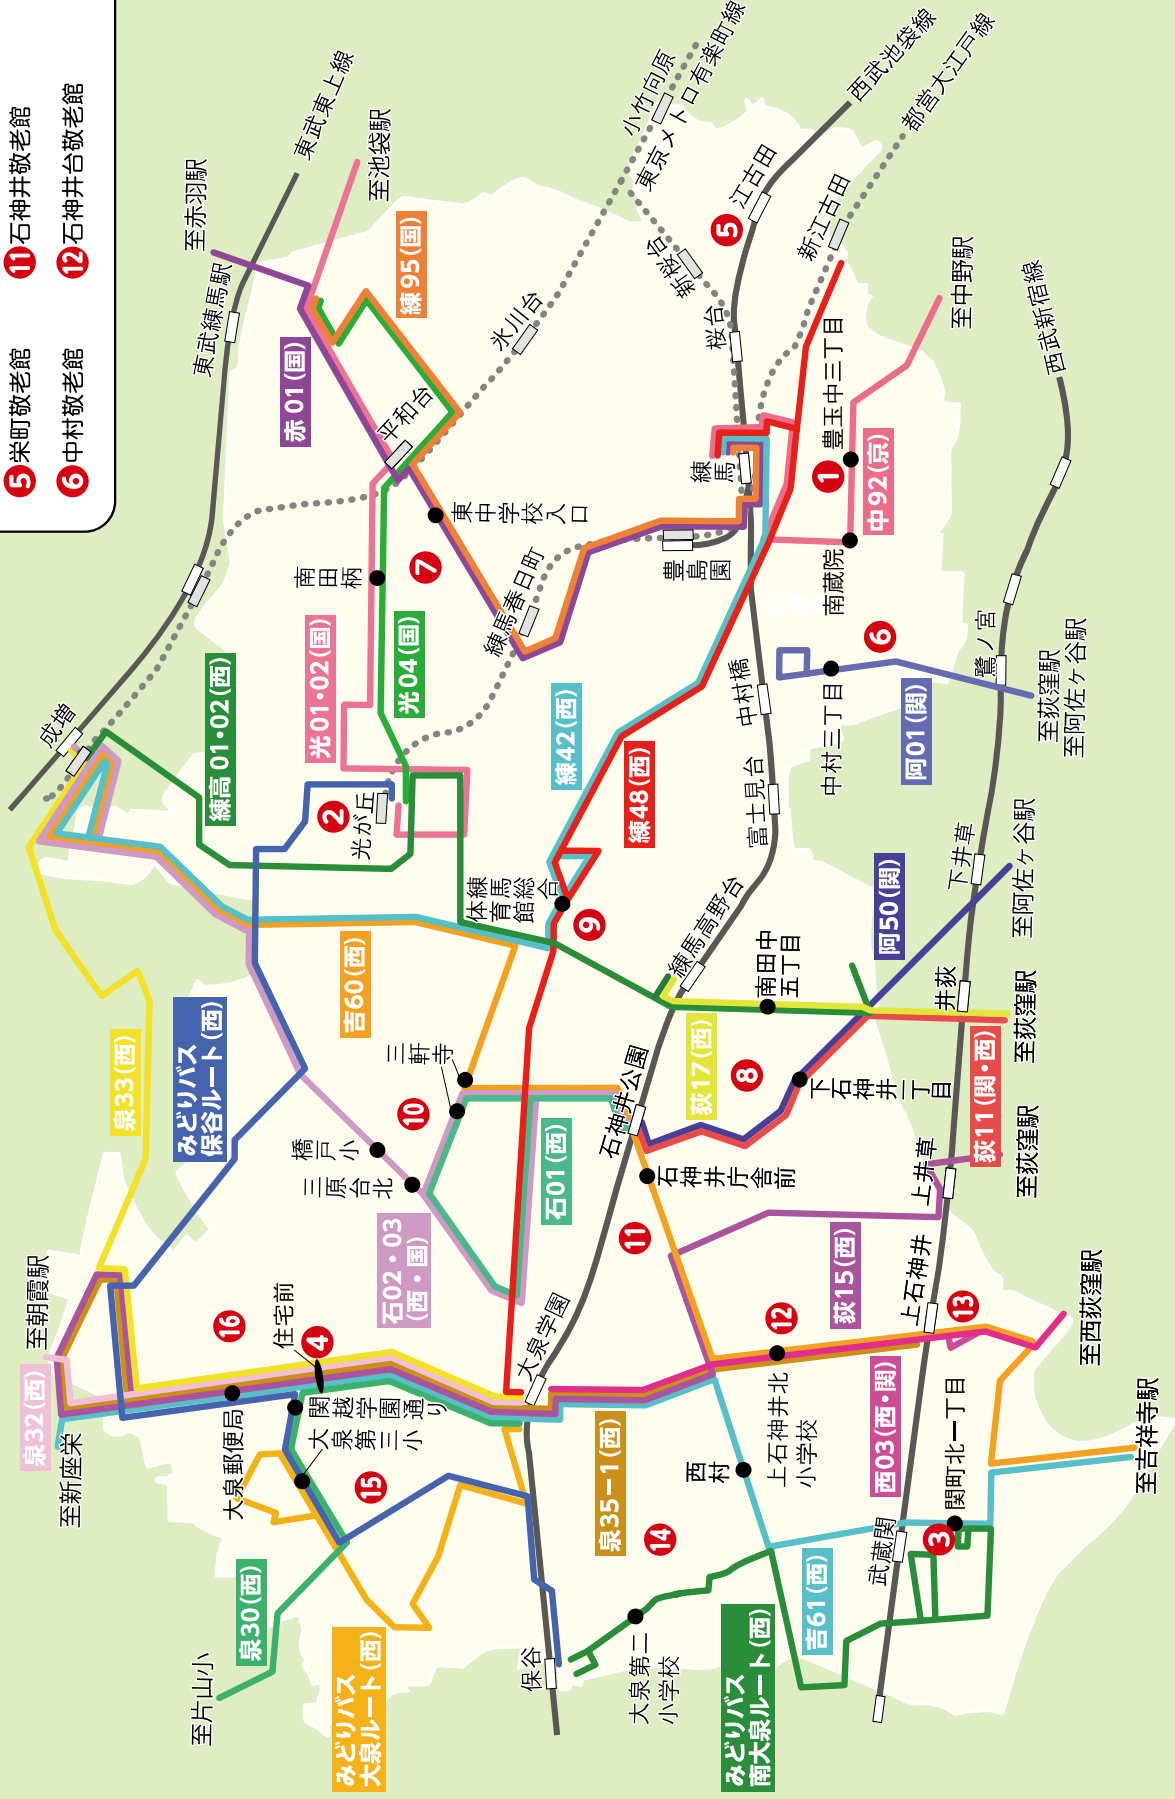 ⑤栄町敬老館
⑪石神井敬老館
⑥中村敬老館
⑫石神井台敬老館
至片山小
泉30(西)
みどりバス
大泉ルート(西)
至新座栄
泉32(西)
至朝霞駅
大泉郵便局
⑯
住宅前
④
関越学園通り
大泉第三小
⑮
泉33(西)
みどりバス
保谷ルート(西)
橋戸小
三原台北
石02・03
(西・国)
三軒寺
⑩
吉60(西)
石01(西)
成増
練高01・02(西)
光01・02(国)
②
光が丘
南田柄
光04(国)
⑦
東中学校入口
東武練馬駅
至赤羽駅
東武東上線
至池袋駅
赤01(国)
練95(国)
平和台
氷川台
練馬春日町
小竹向原
東京メトロ有楽町線
新桜台
西武池袋線
都営大江戸線
江古田
⑤
新江古田
桜台
練馬
豊島園
①
豊玉中三丁目
中92(京)
至中野駅
南蔵院
西武新宿線
⑥
中村三丁目
阿01(関)
鷺ノ宮
至荻窪駅
至阿佐ヶ谷駅
中村橋
富士見台
練42(西)
練48(西)
練馬総合
体育館
⑨
練馬高野台
南田中
五丁目
阿50(関)
下井草
至阿佐ヶ谷駅
井荻
至荻窪駅
荻17(西)
⑧
下石神井二丁目
荻11(関・西)
至荻窪駅
石神井公園
石神井庁舎前
⑪
上井草
荻15(西)
上石神井
⑫
⑬
至西荻窪駅
大泉学園
泉35−1(西)
西村
上石神井北
小学校
西03(西・関)
関町北一丁目
③
至吉祥寺駅
武蔵関
吉61(西)
⑭
保谷
大泉第二
小学校
みどりバス
南大泉ルート(西)